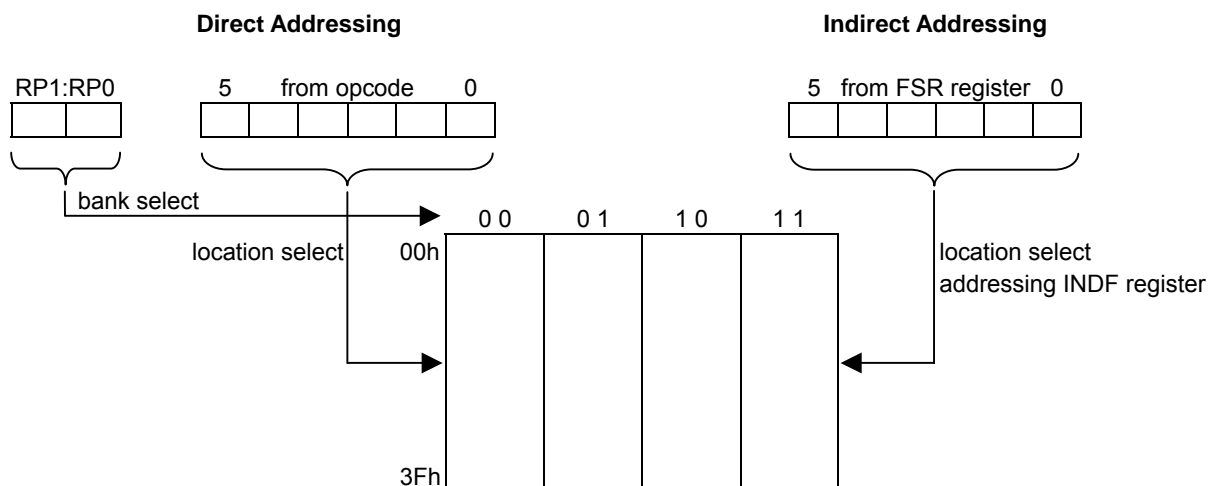 Direct Addressing
Indirect Addressing
RP1:RP0
5 from opcode 0
5 from FSR register 0
bank select
0 0
0 1
1 0
1 1
location select
00h
location select
addressing INDF register
3Fh